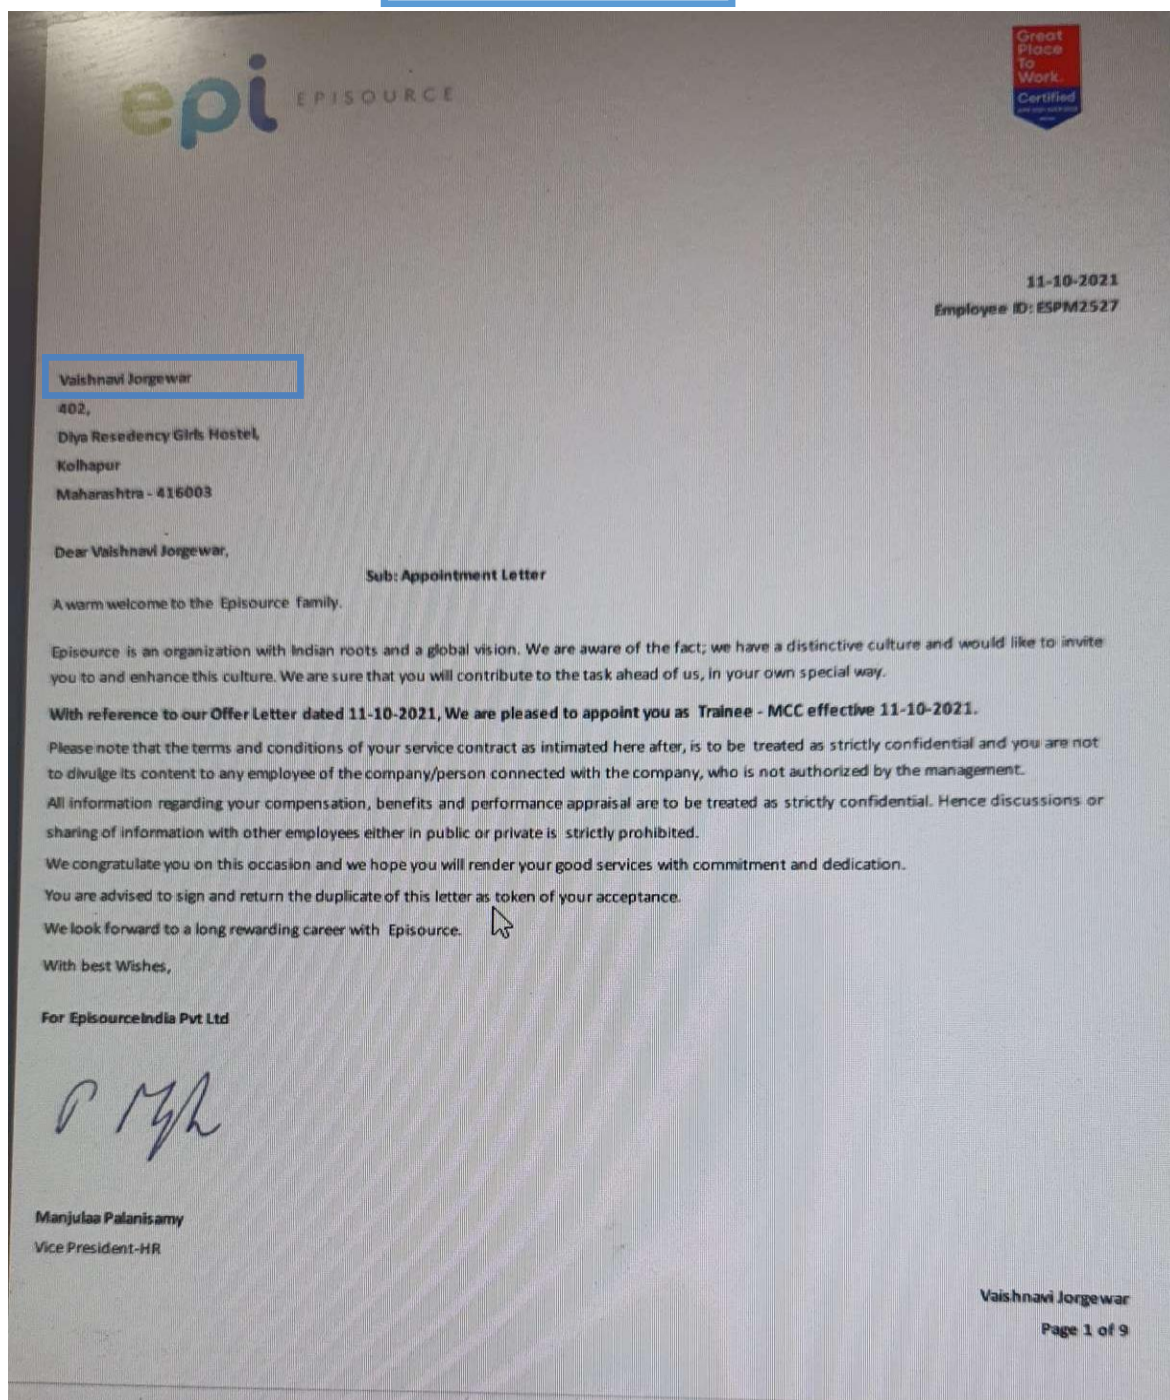 epi EPISOURCE
Great
Place
To
Work.
Certified
11-10-2021
Employee ID: ESPM2527
Vaishnavi Jorgewar
402,
Diya Resedency Girls Hostel,
Kolhapur
Maharashtra - 416003
Dear Vaishnavi Jorgewar,
Sub: Appointment Letter
A warm welcome to the Episource family.
Episource is an organization with Indian roots and a global vision. We are aware of the fact; we have a distinctive culture and would like to invite
you to and enhance this culture. We are sure that you will contribute to the task ahead of us, in your own special way.
With reference to our Offer Letter dated 11-10-2021, We are pleased to appoint you as Trainee - MCC effective 11-10-2021.
Please note that the terms and conditions of your service contract as intimated here after, is to be treated as strictly confidential and you are not
to divulge its content to any employee of the company/person connected with the company, who is not authorized by the management.
All information regarding your compensation, benefits and performance appraisal are to be treated as strictly confidential. Hence discussions or
sharing of information with other employees either in public or private is strictly prohibited.
We congratulate you on this occasion and we hope you will render your good services with commitment and dedication.
You are advised to sign and return the duplicate of this letter as token of your acceptance.
We look forward to a long rewarding career with Episource.
With best Wishes,
For EpisourceIndia Pvt Ltd
Manjulaa Palanisamy
Vice President-HR
Vaishnavi Jorgewar
Page 1 of 9